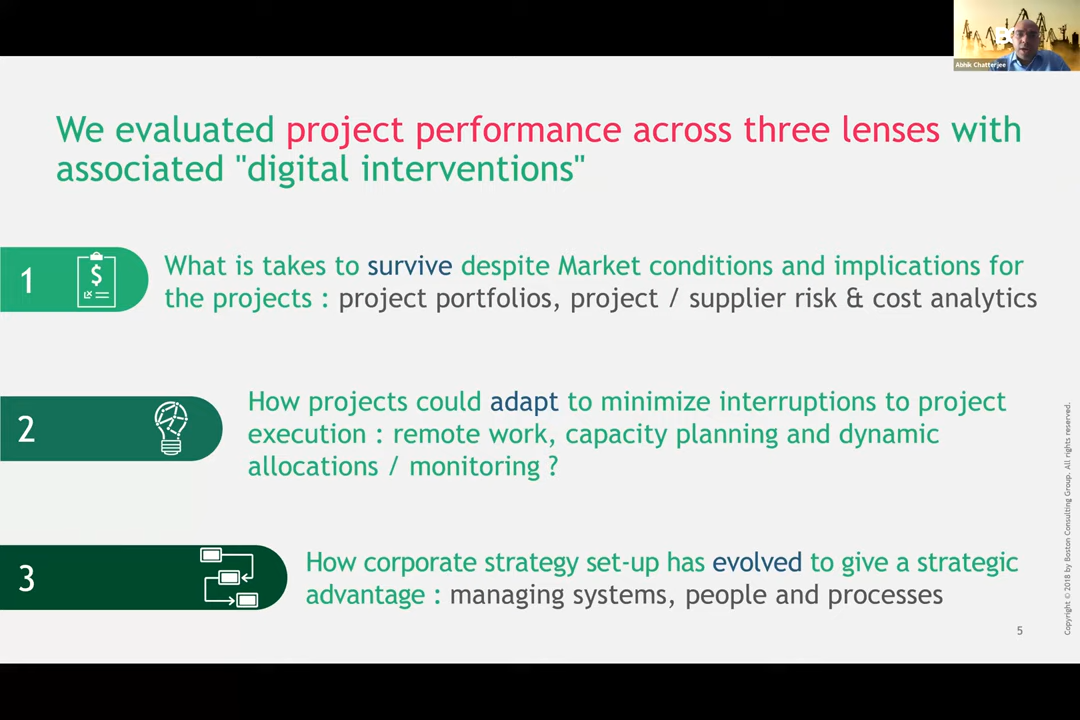 Abhik Chatterjee
We evaluated project performance across three lenses with
associated "digital interventions"
1
$
What is takes to survive despite Market conditions and implications for
the projects : project portfolios, project / supplier risk & cost analytics
2
How projects could adapt to minimize interruptions to project
execution : remote work, capacity planning and dynamic
allocations / monitoring ?
3
How corporate strategy set-up has evolved to give a strategic
advantage : managing systems, people and processes
5
Copyright © 2018 by Boston Consulting Group. All rights reserved.